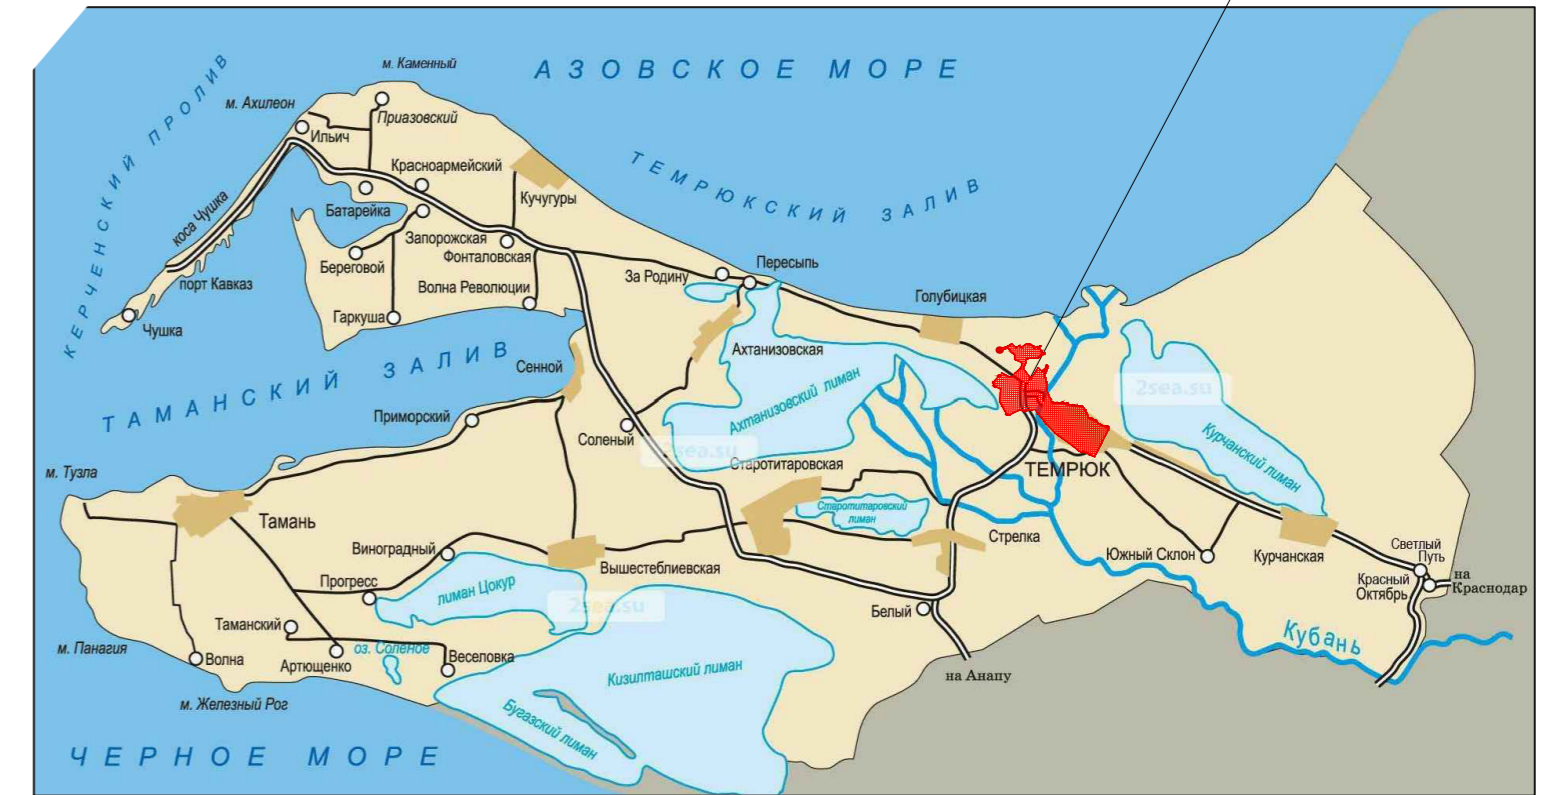 м. Каменный
АЗОВСКОЕ МОРЕ
КЕРЧЕНСКИЙ ПРОЛИВ
м. Ахилеон
Приазовский
Ильич
Красноармейский
ТЕМРЮКСКИЙ ЗАЛИВ
Кучугуры
коса Чушка
Батарейка
Запорожская
Фонталовская
Береговой
За Родину
Пересыпь
порт Кавказ
Волна Революции
Голубицкая
Чушка
Гаркуша
ТАМАНСКИЙ ЗАЛИВ
Сенной
Ахтанизовская
2sea.su
Ахтанизовский лиман
Приморский
Соленый
2sea.su
Курчанский лиман
м. Тузла
Старотитаровская
ТЕМРЮК
Старотитаровский
лиман
Тамань
Стрелка
Виноградный
Вышестеблиевская
Южный Склон
Курчанская
Светлый
Путь
Красный
Октябрь
на
Краснодар
Прогресс
лиман Цокур
2sea.su
Белый
Таманский
Кубань
м. Панагия
Волна
Артющенко
оз. Соленое
Веселовка
Кизилташский лиман
на Анапу
м. Железный Рог
Бугазский лиман
ЧЕРНОЕ МОРЕ